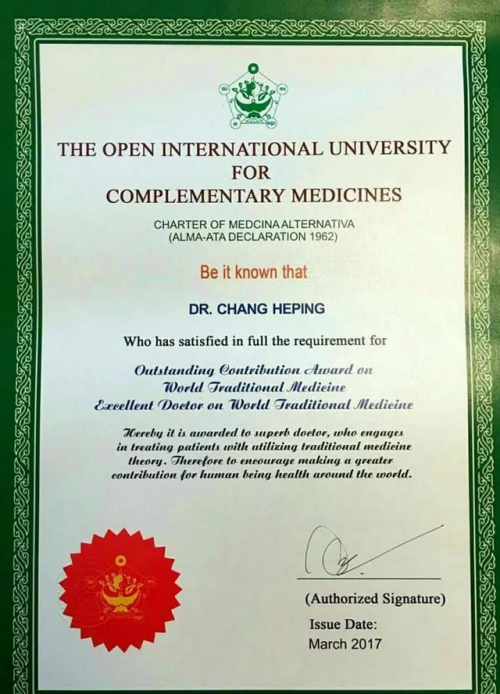 THE OPEN INTERNATIONAL UNIVERSITY
FOR
COMPLEMENTARY MEDICINES
CHARTER OF MEDCINA ALTERNATIVA
(ALMA-ATA DECLARATION 1962)
Be it known that
DR. CHANG HEPING
Who has satisfied in full the requirement for
Outstanding Contribution Award on
World Traditional Medicine
Excellent Doctor on World Traditional Medicine
Hereby it is awarded to superb doctor, who engages
in treating patients with utilizing traditional medicine
theory. Therefore to encourage making a greater
contribution for human being health around the world.
(Authorized Signature)
Issue Date:
March 2017